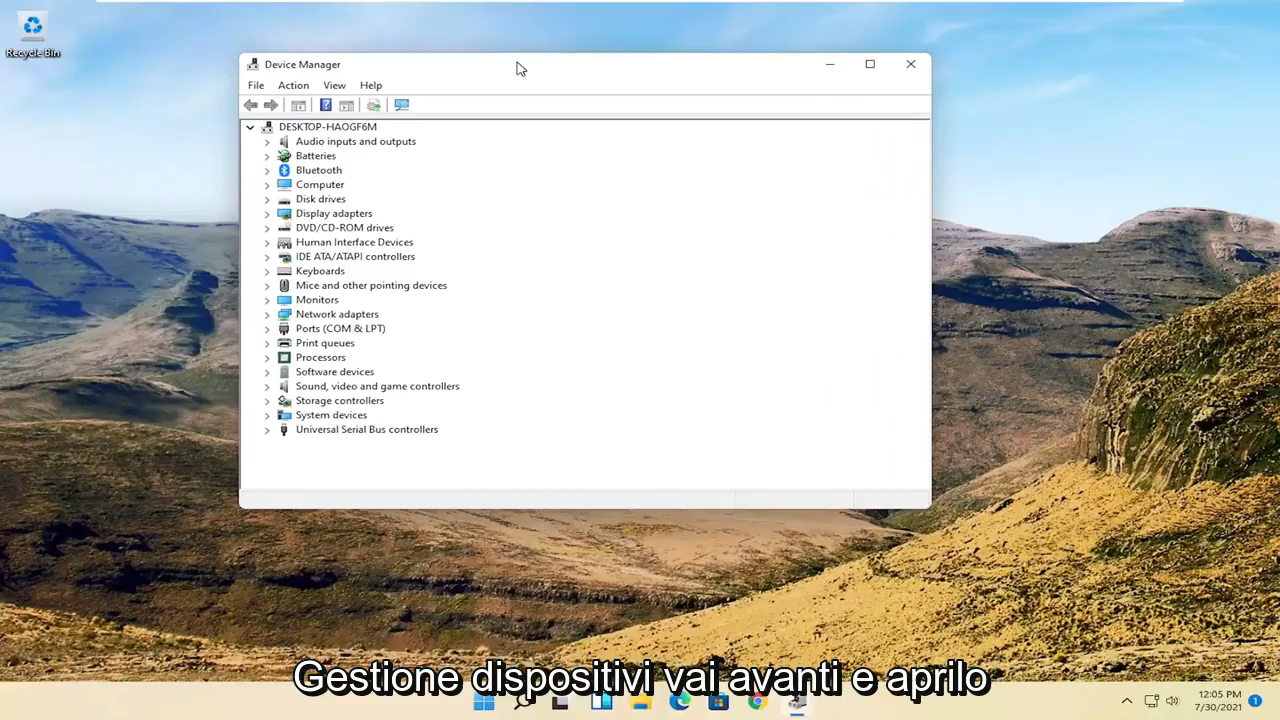 Recycle Bin
Device Manager
File Action View Help
DESKTOP-HAOGF6M
Audio inputs and outputs
Batteries
Bluetooth
Computer
Disk drives
Display adapters
DVD/CD-ROM drives
Human Interface Devices
IDE ATA/ATAPI controllers
Keyboards
Mice and other pointing devices
Monitors
Network adapters
Ports (COM & LPT)
Print queues
Processors
Software devices
Sound, video and game controllers
Storage controllers
System devices
Universal Serial Bus controllers
Gestione dispositivi vai avanti e aprilo
12:05 PM
7/30/2021
1